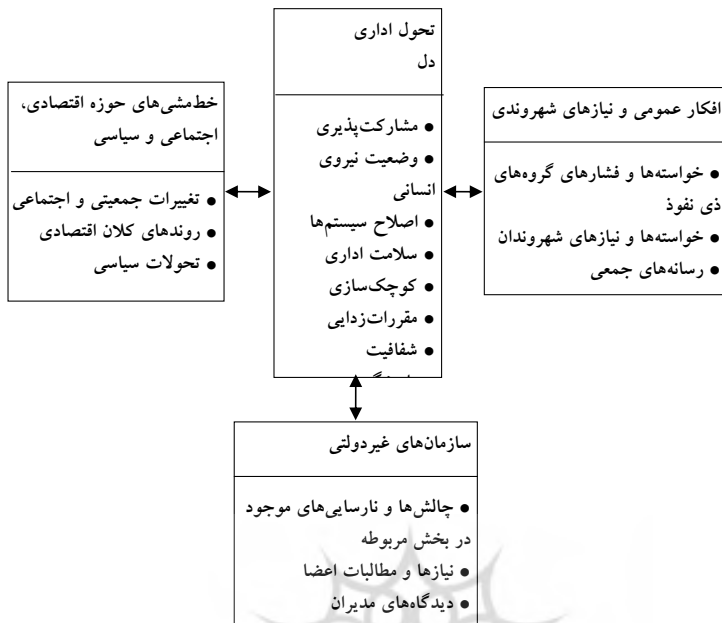 تحول اداری
دل
● مشارکت‌پذیری
● وضعیت نیروی
انسانی
● اصلاح سیستم‌ها
● سلامت اداری
● کوچک‌سازی
● مقررات‌زدایی
● شفافیت
افکار عمومی و نیازهای شهروندی
● خواسته‌ها و فشارهای گروه‌های
ذی نفوذ
● خواسته‌ها و نیازهای شهروندان
● رسانه‌های جمعی
خط‌مشی‌های حوزه اقتصادی،
اجتماعی و سیاسی
● تغییرات جمعیتی و اجتماعی
● روندهای کلان اقتصادی
● تحولات سیاسی
سازمان‌های غیردولتی
● چالش‌ها و نارسایی‌های موجود
در بخش مربوطه
● نیازها و مطالبات اعضا
● دیدگاه‌های مدیران